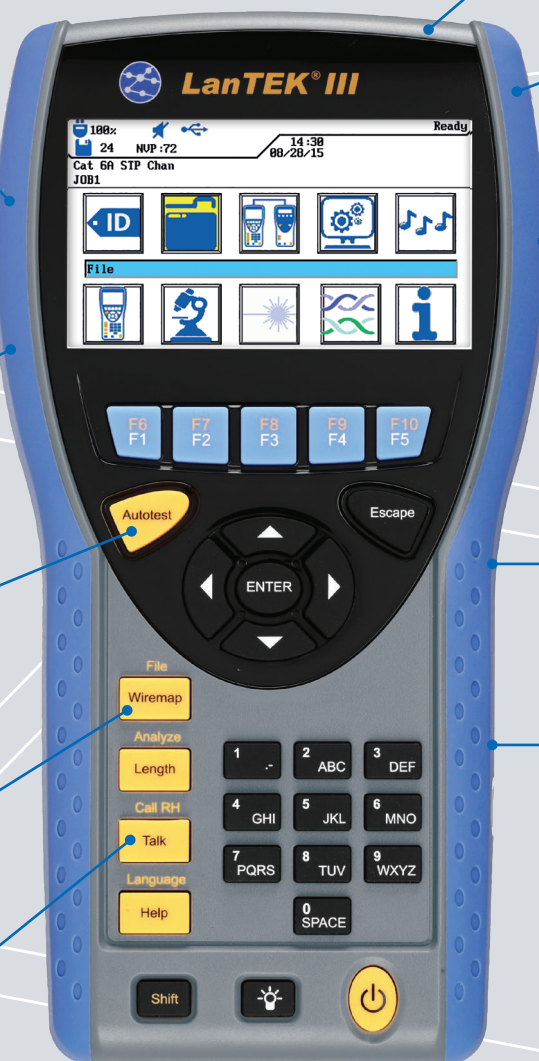 LanTEK® III
100% Ready
24 NVP:72 14:30
08/28/15
Cat 6A STP Chan
JOB1
ID
File
F6 F7 F8 F9 F10
F1 F2 F3 F4 F5
Autotest Escape
ENTER
File
Wiremap
Analyze
Length
Call RH
Talk
Language
Help
1 .- 2 ABC 3 DEF
4 GHI 5 JKL 6 MNO
7 PQRS 8 TUV 9 WXYZ
0 SPACE
Shift